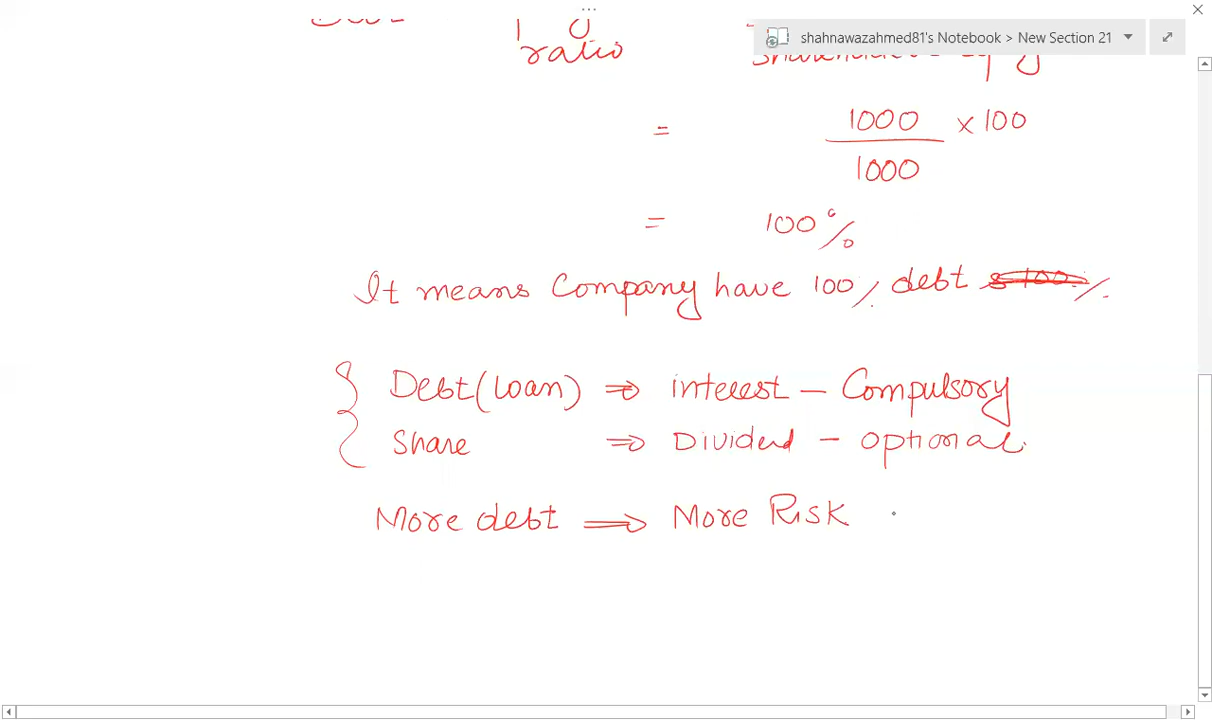 shahnawazahmed81's Notebook > New Section 21
ratio
= 1000 × 100
1000
= 100%
It means Company have 100% debt
Debt (loan) ⇒ interest - Compulsory
Share ⇒ Dividend - optional
More debt ⇒ More Risk